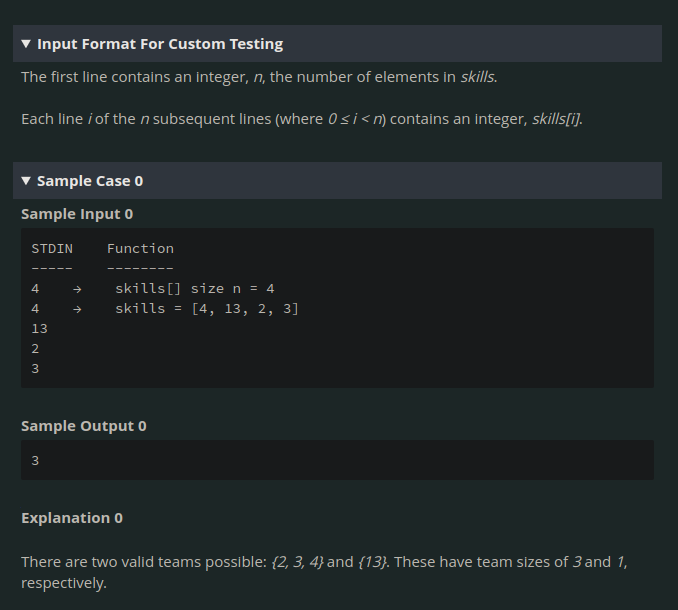 ▼ Input Format For Custom Testing
The first line contains an integer, n, the number of elements in skills.
Each line i of the n subsequent lines (where 0 ≤ i < n) contains an integer, skills[i].
▼ Sample Case 0
Sample Input 0
STDIN    Function
-----    --------
4    →    skills[] size n = 4
4    →    skills = [4, 13, 2, 3]
13
2
3
Sample Output 0
3
Explanation 0
There are two valid teams possible: {2, 3, 4} and {13}. These have team sizes of 3 and 1,
respectively.